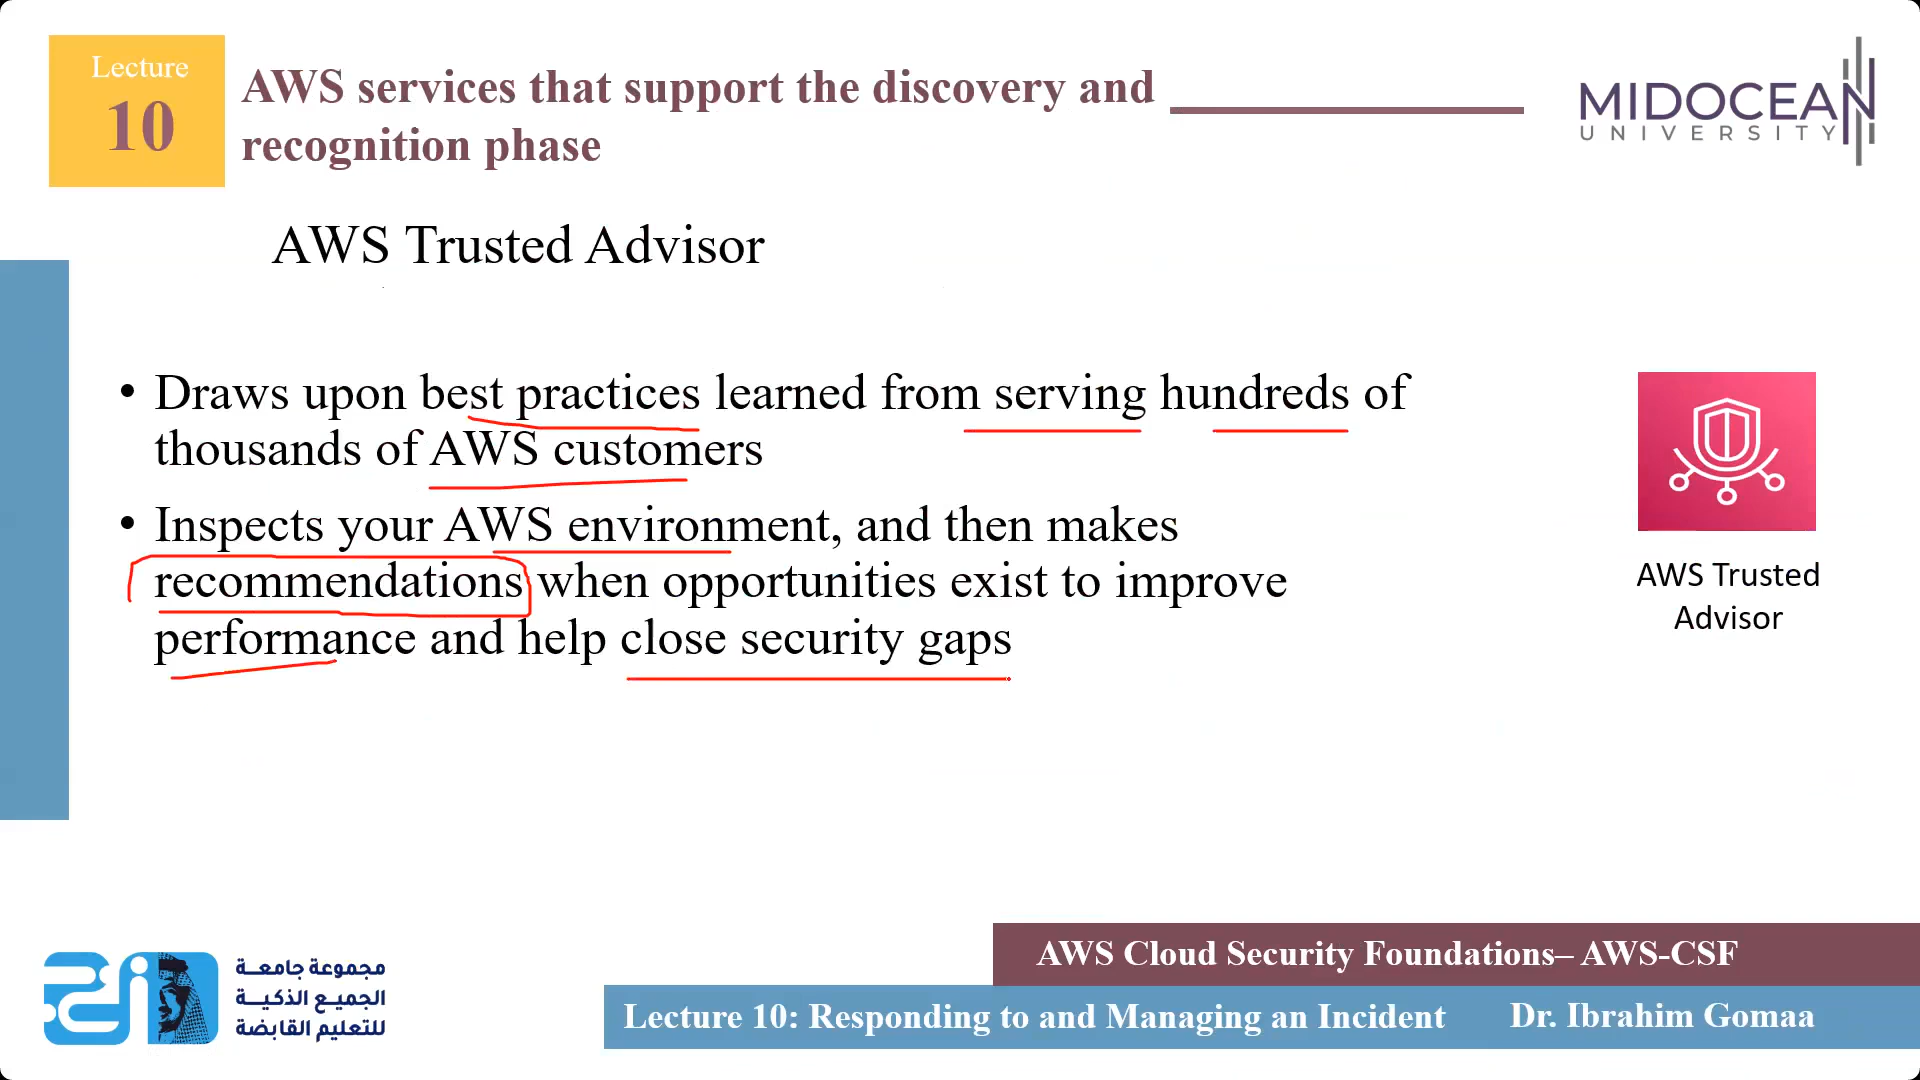 Lecture
10
AWS services that support the discovery and
recognition phase
MIDOCEAN
UNIVERSITY
AWS Trusted Advisor
• Draws upon best practices learned from serving hundreds of
thousands of AWS customers
• Inspects your AWS environment, and then makes
recommendations when opportunities exist to improve
performance and help close security gaps
AWS Trusted
Advisor
مجموعة جامعة
الجميع الذكية
للتعليم القابضة
AWS Cloud Security Foundations– AWS-CSF
Lecture 10: Responding to and Managing an Incident Dr. Ibrahim Gomaa